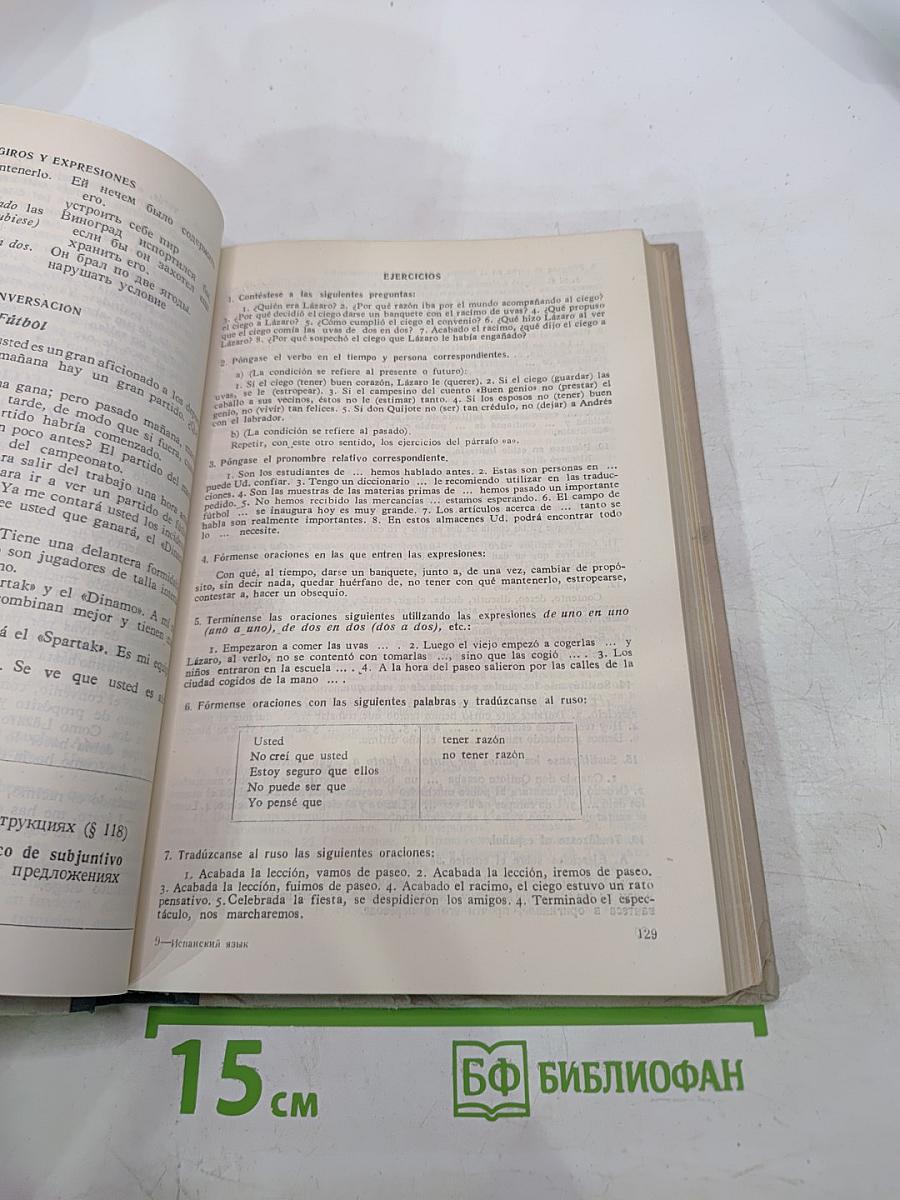 GIROS Y EXPRESIONES
ntenerlo. Ей нечем было содержать
его.
устроить себе пир
ado las Виноград испортился бы,
ubiese) если бы он захотел
хранить его.
a dos. Он брал по две ягоды.
нарушать условие
NVERSACION
Fútbol
usted es un gran aficionado a los
mañana hay un gran partido
na gana; pero pasado mañana,
tarde, de modo que si fuera,
rtido habría comenzado.
n poco antes? El partido del
del campeonato.
ra salir del trabajo una hora
ara ir a ver un partido de
Ya me contará usted los
ee usted que ganará, el
Tiene una delantera
son jugadores de talla
no.
rtak» y el «Dinamo». A
combinan mejor y tienen
á el «Spartak». Es mi
. Se ve que usted es
трукциях (§ 118)
co de subjuntivo
предложениях
EJERCICIOS
1. Contéstese a las siguientes preguntas:
1. ¿Quién era Lázaro? 2. ¿Por qué razón iba por el mundo acompañando al ciego?
3. ¿Por qué decidió el ciego darse un banquete con el racimo de uvas? 4. ¿Qué propuso
el ciego a Lázaro? 5. ¿Cómo cumplió el ciego el convenio? 6. ¿Qué hizo Lázaro al ver
que el ciego comía las uvas de dos en dos? 7. Acabado el racimo, ¿qué dijo el ciego a
Lázaro? 8. ¿Por qué sospechó el ciego que Lázaro le había engañado?
2. Póngase el verbo en el tiempo y persona correspondientes.
a) (La condición se refiere al presente o futuro):
1. Si el ciego (tener) buen corazón, Lázaro le (querer). 2. Si el ciego (guardar) las
uvas, se le (estropear). 3. Si el campesino del cuento «Buen genio» no (prestar) el
caballo a sus vecinos, éstos no le (estimar) tanto. 4. Si los esposos no (tener) buen
genio, no (vivir) tan felices. 5. Si don Quijote no (ser) tan crédulo, no (dejar) a Andrés
con el labrador.
b) (La condición se refiere al pasado).
Repetir, con este otro sentido, los ejercicios del párrafo «a».
3. Póngase el pronombre relativo correspondiente.
1. Son los estudiantes de ... hemos hablado antes. 2. Estas son personas en ...
puede Ud. confiar. 3. Tengo un diccionario ... le recomiendo utilizar en las traduc-
ciones. 4. Son las muestras de las materias primas de ... hemos pasado un importante
pedido. 5. No hemos recibido las mercancías ... estamos esperando. 6. El campo de
fútbol ... se inaugura hoy es muy grande. 7. Los artículos acerca de ... tanto se
habla son realmente importantes. 8. En estos almacenes Ud. podrá encontrar todo
lo ... necesite.
4. Fórmense oraciones en las que entren las expresiones:
Con qué, al tiempo, darse un banquete, junto a, de una vez, cambiar de propó-
sito, sin decir nada, quedar huérfano de, no tener con qué mantenerlo, estropearse,
contestar a, hacer un obsequio.
5. Termínense las oraciones siguientes utilizando las expresiones de uno en uno
(uno a uno), de dos en dos (dos a dos), etc.:
1. Empezaron a comer las uvas ... . 2. Luego el viejo empezó a cogerlas ... y
Lázaro, al verlo, no se contentó con tomarlas ..., sino que las cogió ... . 3. Los
niños entraron en la escuela ... . 4. A la hora del paseo salieron por las calles de la
ciudad cogidos de la mano ... .
6. Fórmense oraciones con las siguientes palabras y tradúzcanse al ruso:
Usted tener razón
No creí que usted no tener razón
Estoy seguro que ellos
No puede ser que
Yo pensé que
7. Tradúzcanse al ruso las siguientes oraciones:
1. Acabada la lección, vamos de paseo. 2. Acabada la lección, iremos de paseo.
3. Acabada la lección, fuimos de paseo. 4. Acabado el racimo, el ciego estuvo un rato
pensativo. 5. Celebrada la fiesta, se despidieron los amigos. 4. Terminado el espec-
táculo, nos marcharemos.
9—Испанский язык
129
15 см
БФ БИБЛИОФАН